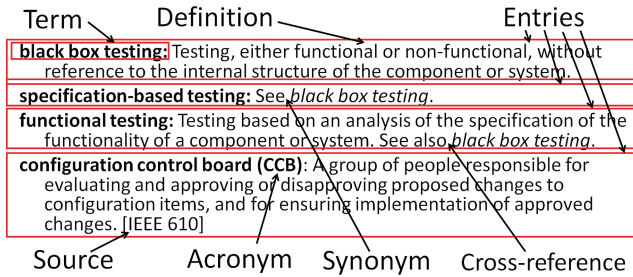 Term Definition Entries
black box testing: Testing, either functional or non-functional, without
reference to the internal structure of the component or system.
specification-based testing: See black box testing.
functional testing: Testing based on an analysis of the specification of the
functionality of a component or system. See also black box testing.
configuration control board (CCB): A group of people responsible for
evaluating and approving or disapproving proposed changes to
configuration items, and for ensuring implementation of approved
changes. [IEEE 610]
Source Acronym Synonym Cross-reference